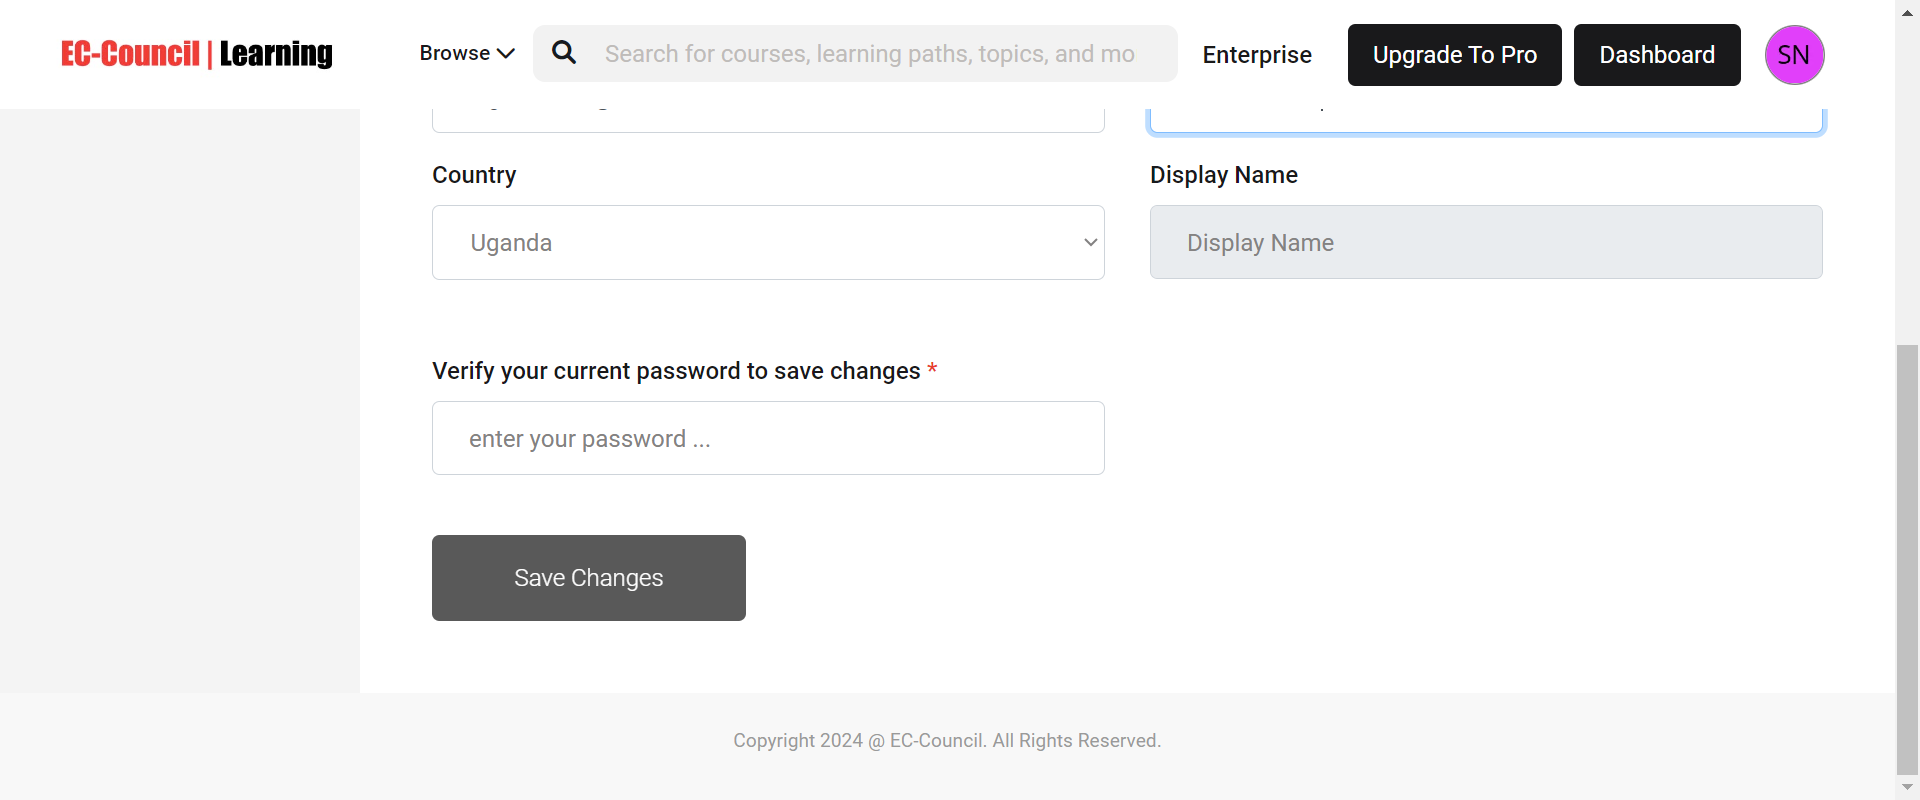 EC-Council | Learning
Browse
Search for courses, learning paths, topics, and mo
Enterprise
Upgrade To Pro
Dashboard
SN
Country
Display Name
Uganda
Display Name
Verify your current password to save changes *
enter your password ...
Save Changes
Copyright 2024 @ EC-Council. All Rights Reserved.